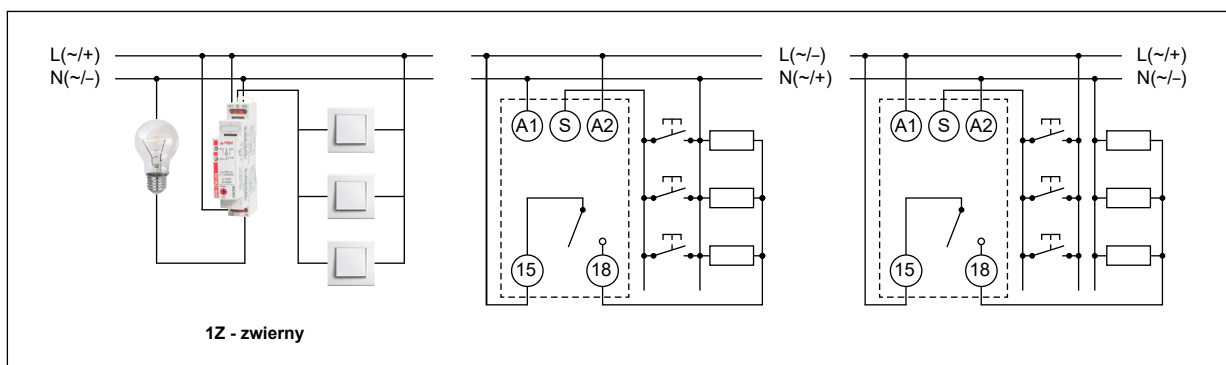 L(~/+)
N(~/–)
1Z - zwierny
A1 S A2
15 18
L(~/–)
N(~/+)
A1 S A2
15 18
L(~/+)
N(~/–)